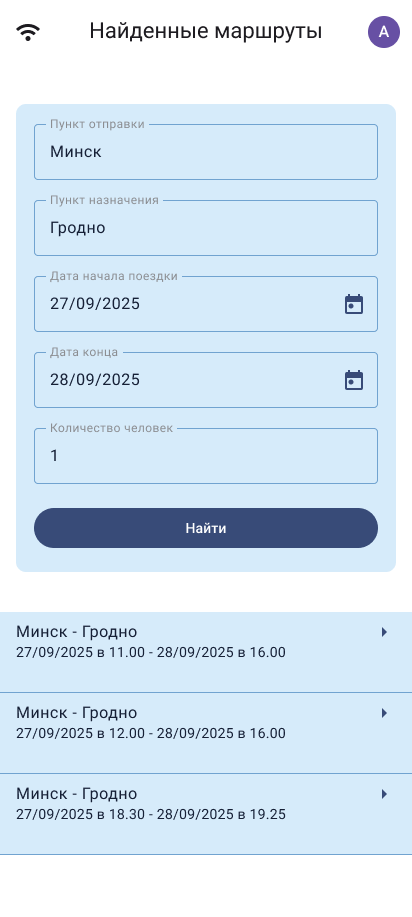 Найденные маршруты
A
Пункт отправки
Минск
Пункт назначения
Гродно
Дата начала поездки
27/09/2025
Дата конца
28/09/2025
Количество человек
1
Найти
Минск - Гродно
27/09/2025 в 11.00 - 28/09/2025 в 16.00
Минск - Гродно
27/09/2025 в 12.00 - 28/09/2025 в 16.00
Минск - Гродно
27/09/2025 в 18.30 - 28/09/2025 в 19.25